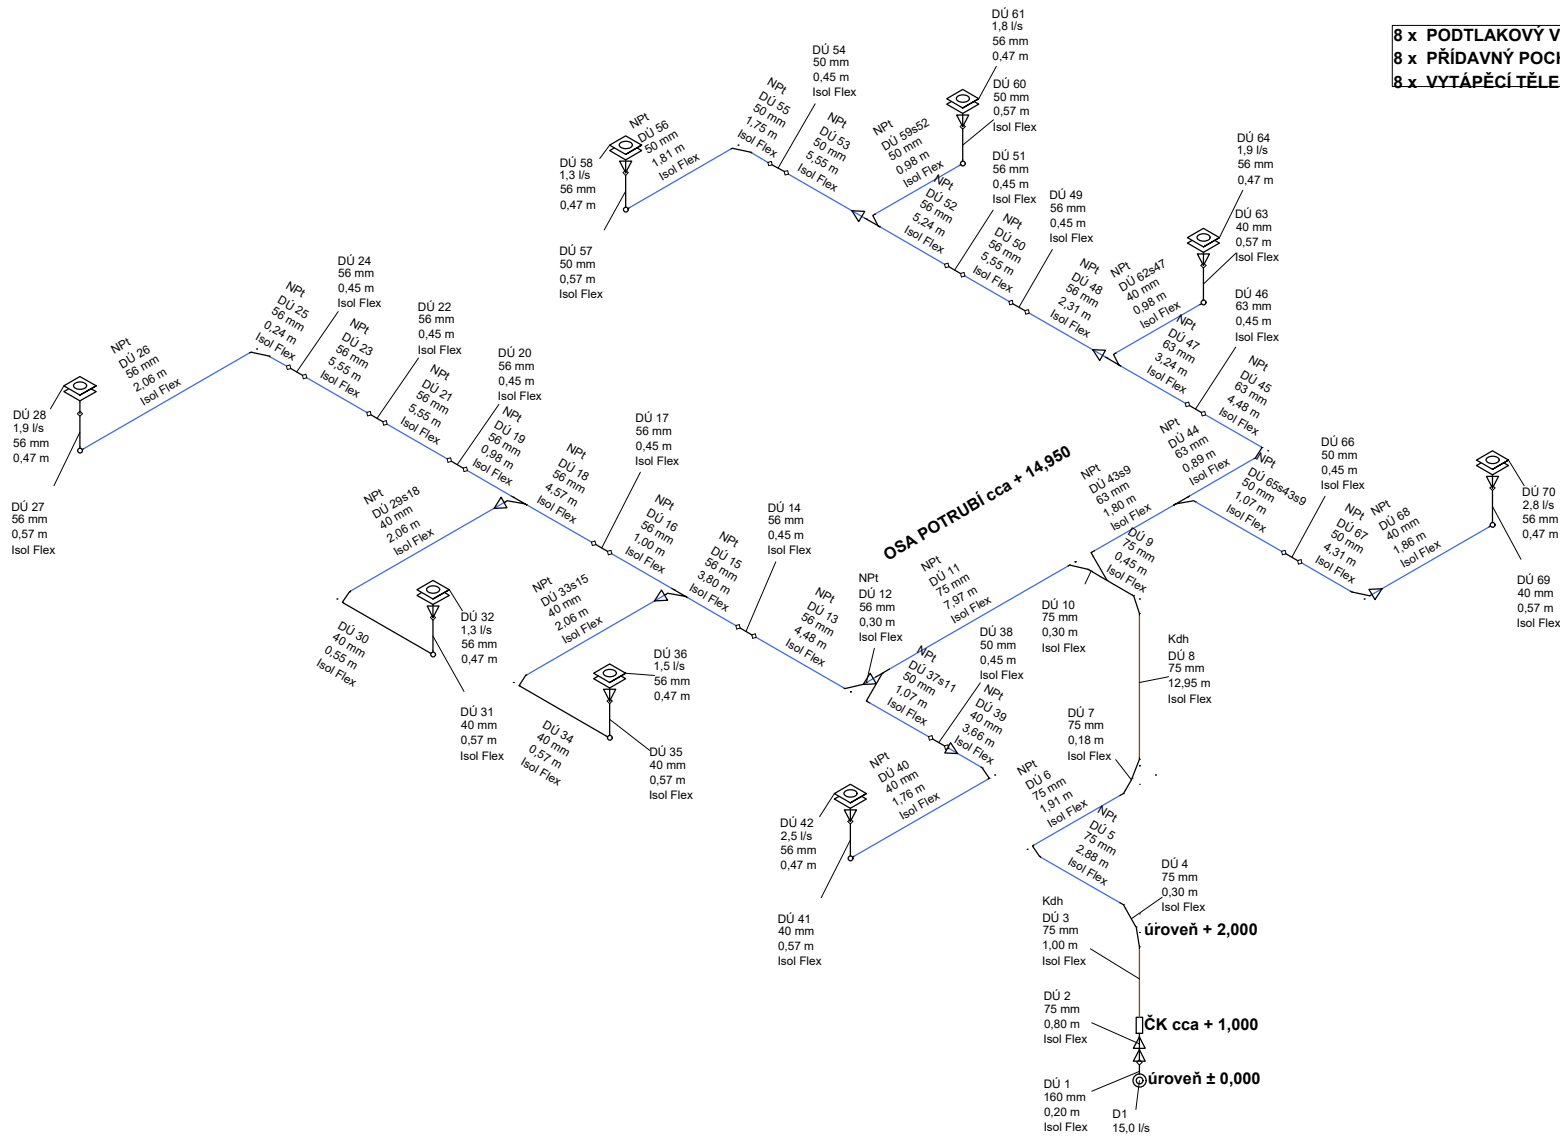 8 x PODTLAKOVÝ V
8 x PŘÍDAVNÝ POC
8 x VYTÁPĚCÍ TĚLE
DÚ 61
1,8 l/s
56 mm
0,47 m
DÚ 60
50 mm
0,57 m
Isol Flex
DÚ 54
50 mm
0,45 m
Isol Flex
NPt
DÚ 55
50 mm
1,75 m
Isol Flex
NPt
DÚ 53
50 mm
5,55 m
Isol Flex
NPt
DÚ 56
50 mm
1,81 m
Isol Flex
DÚ 58
1,3 l/s
56 mm
0,47 m
DÚ 57
50 mm
0,57 m
Isol Flex
NPt
DÚ 59s52
50 mm
0,98 m
Isol Flex
DÚ 51
56 mm
0,45 m
Isol Flex
NPt
DÚ 52
56 mm
5,24 m
Isol Flex
NPt
DÚ 50
56 mm
5,55 m
Isol Flex
DÚ 49
56 mm
0,45 m
Isol Flex
DÚ 64
1,9 l/s
56 mm
0,47 m
DÚ 63
40 mm
0,57 m
Isol Flex
NPt
DÚ 48
56 mm
2,31 m
Isol Flex
NPt
DÚ 62s47
40 mm
0,98 m
Isol Flex
DÚ 46
63 mm
0,45 m
Isol Flex
NPt
DÚ 47
63 mm
3,24 m
Isol Flex
NPt
DÚ 45
63 mm
4,48 m
Isol Flex
DÚ 24
56 mm
0,45 m
Isol Flex
NPt
DÚ 25
56 mm
0,24 m
Isol Flex
NPt
DÚ 23
56 mm
5,55 m
Isol Flex
DÚ 22
56 mm
0,45 m
Isol Flex
NPt
DÚ 26
56 mm
2,06 m
Isol Flex
DÚ 28
1,9 l/s
56 mm
0,47 m
DÚ 27
56 mm
0,57 m
Isol Flex
NPt
DÚ 21
56 mm
5,55 m
Isol Flex
DÚ 20
56 mm
0,45 m
Isol Flex
NPt
DÚ 19
56 mm
0,98 m
Isol Flex
NPt
DÚ 18
56 mm
4,57 m
Isol Flex
DÚ 17
56 mm
0,45 m
Isol Flex
NPt
DÚ 16
56 mm
1,00 m
Isol Flex
NPt
DÚ 15
56 mm
3,80 m
Isol Flex
DÚ 14
56 mm
0,45 m
Isol Flex
NPt
DÚ 13
56 mm
4,48 m
Isol Flex
NPt
DÚ 12
56 mm
0,30 m
Isol Flex
OSA POTRUBÍ cca + 14,950
NPt
DÚ 11
75 mm
7,97 m
Isol Flex
NPt
DÚ 43s9
63 mm
1,80 m
Isol Flex
NPt
DÚ 44
63 mm
0,89 m
Isol Flex
NPt
DÚ 65s43s9
50 mm
1,07 m
Isol Flex
DÚ 66
50 mm
0,45 m
Isol Flex
NPt
DÚ 67
50 mm
4,31 m
Isol Flex
NPt
DÚ 68
40 mm
1,86 m
Isol Flex
DÚ 70
2,8 l/s
56 mm
0,47 m
DÚ 69
40 mm
0,57 m
Isol Flex
DÚ 9
75 mm
0,45 m
Isol Flex
DÚ 10
75 mm
0,30 m
Isol Flex
NPt
DÚ 29s18
40 mm
2,06 m
Isol Flex
DÚ 30
40 mm
0,55 m
Isol Flex
DÚ 32
1,3 l/s
56 mm
0,47 m
DÚ 31
40 mm
0,57 m
Isol Flex
NPt
DÚ 33s15
40 mm
2,06 m
Isol Flex
DÚ 34
40 mm
0,57 m
Isol Flex
DÚ 36
1,5 l/s
56 mm
0,47 m
DÚ 35
40 mm
0,57 m
Isol Flex
NPt
DÚ 37s11
50 mm
1,07 m
Isol Flex
DÚ 38
50 mm
0,45 m
Isol Flex
NPt
DÚ 39
40 mm
3,66 m
Isol Flex
NPt
DÚ 40
40 mm
1,76 m
Isol Flex
DÚ 42
2,5 l/s
56 mm
0,47 m
DÚ 41
40 mm
0,57 m
Isol Flex
Kdh
DÚ 8
75 mm
12,95 m
Isol Flex
DÚ 7
75 mm
0,18 m
Isol Flex
NPt
DÚ 6
75 mm
1,91 m
Isol Flex
NPt
DÚ 5
75 mm
2,88 m
Isol Flex
DÚ 4
75 mm
0,30 m
Isol Flex
úroveň + 2,000
Kdh
DÚ 3
75 mm
1,00 m
Isol Flex
DÚ 2
75 mm
0,80 m
Isol Flex
ČK cca + 1,000
úroveň ± 0,000
DÚ 1
160 mm
0,20 m
Isol Flex
D1
15,0 l/s